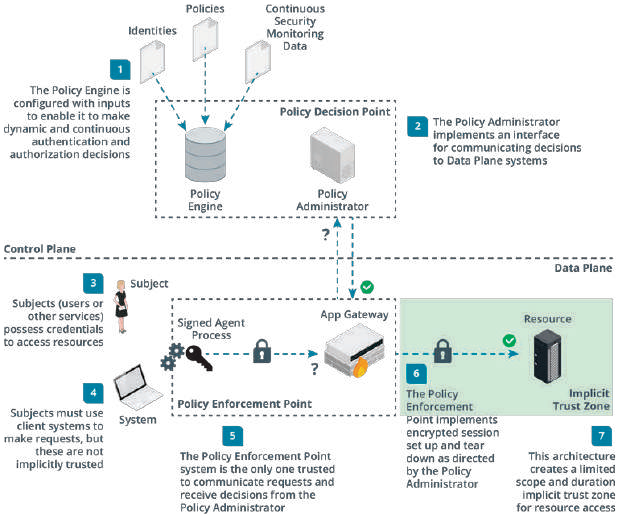 Identities
Policies
Continuous
Security
Monitoring
Data
1
The Policy Engine is
configured with inputs
to enable it to make
dynamic and continuous
authentication and
authorization decisions
Policy Decision Point
Policy
Engine
Policy
Administrator
2
The Policy Administrator
implements an interface
for communicating decisions
to Data Plane systems
?
Control Plane
Data Plane
3
Subjects (users or
other services)
possess credentials
to access resources
Subject
4
Subjects must use
client systems to
make requests, but
these are not
implicitly trusted
System
Signed Agent
Process
App Gateway
?
Policy Enforcement Point
5
The Policy Enforcement Point
system is the only one trusted
to communicate requests and
receive decisions from the
Policy Administrator
Resource
Implicit
Trust Zone
6
The Policy
Enforcement
Point implements
encrypted session
set up and tear
down as directed
by the Policy
Administrator
7
This architecture
creates a limited
scope and duration
implicit trust zone
for resource access